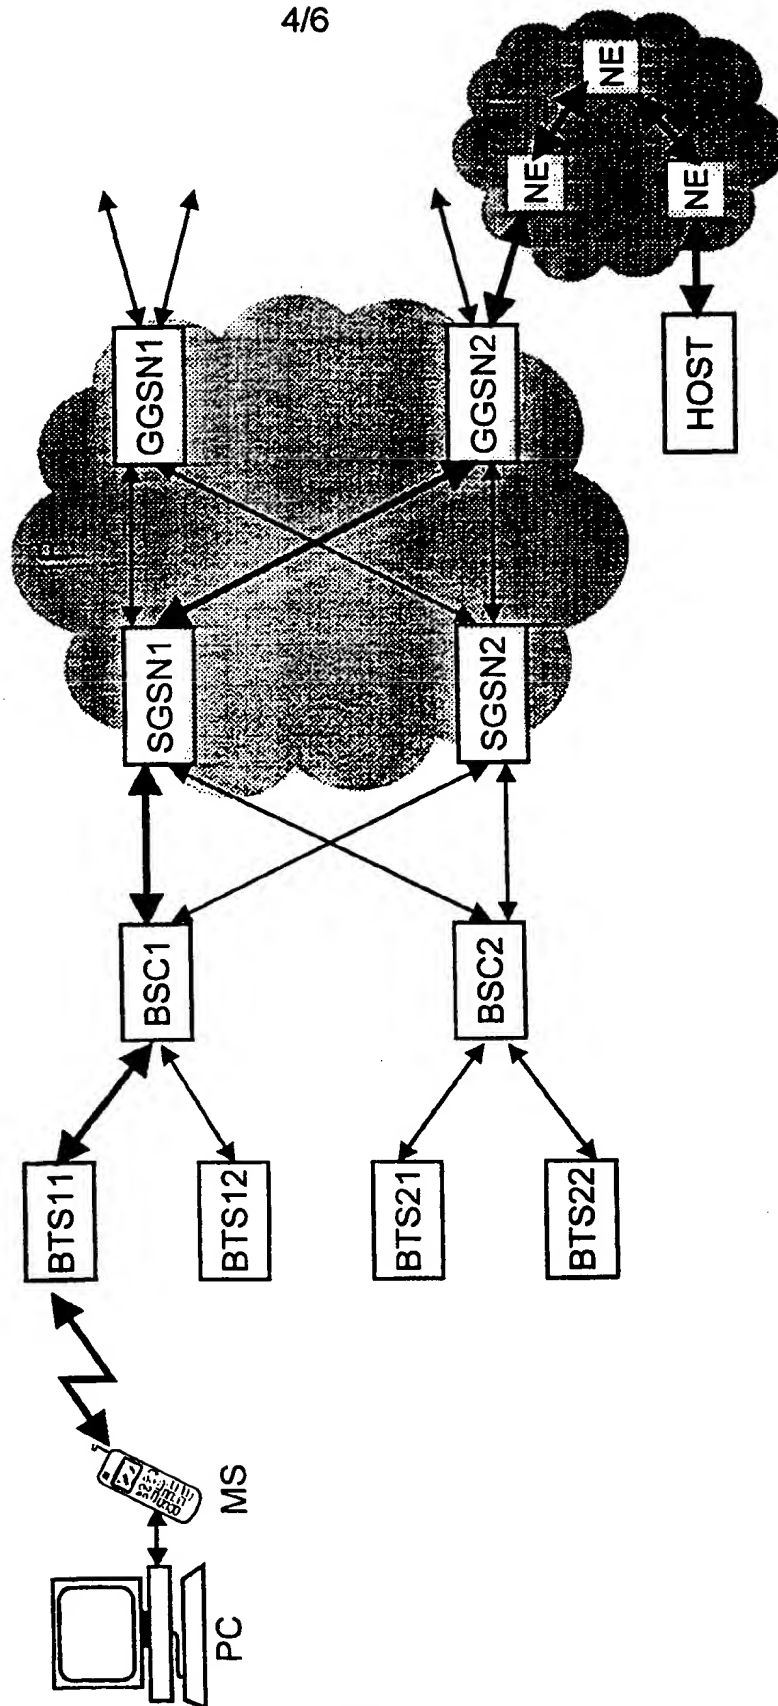 4/6
PC
MS
BTS11
BTS12
BTS21
BTS22
BSC1
BSC2
SGSN1
SGSN2
GGSN1
GGSN2
NE
NE
NE
HOST